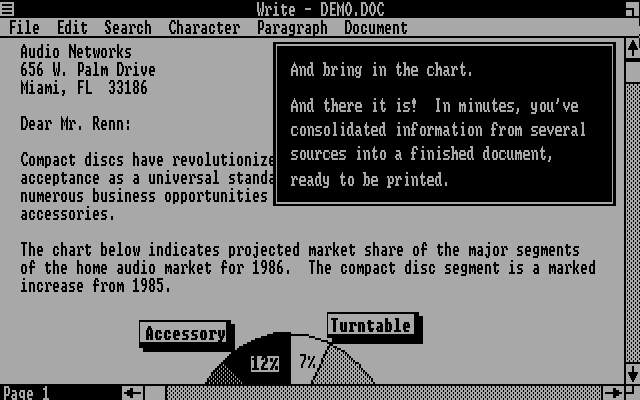 Write - DEMO.DOC
File Edit Search Character Paragraph Document
Audio Networks
656 W. Palm Drive
Miami, FL 33186
Dear Mr. Renn:
Compact discs have revolutionize
acceptance as a universal standa
numerous business opportunities
accessories.
And bring in the chart.
And there it is! In minutes, you've
consolidated information from several
sources into a finished document,
ready to be printed.
The chart below indicates projected market share of the major segments
of the home audio market for 1986. The compact disc segment is a marked
increase from 1985.
Accessory
Turntable
12%
7%
Page 1